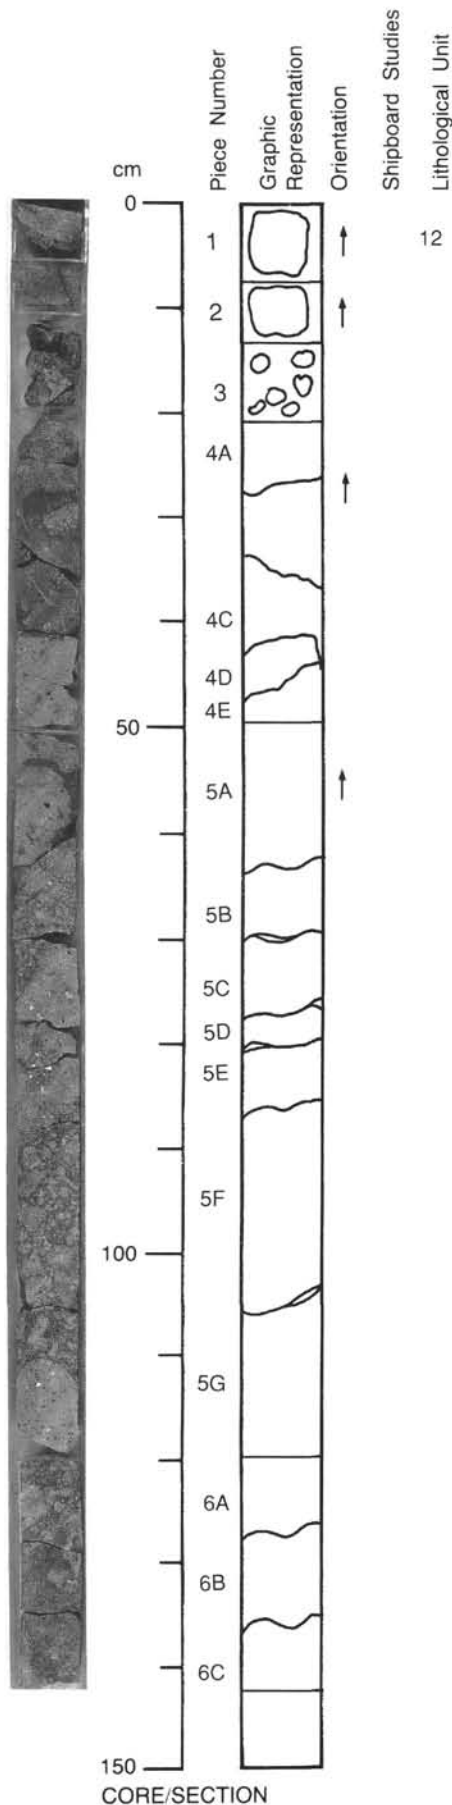 cm
Piece Number
Graphic
Representation
Orientation
Shipboard Studies
Lithological Unit
0
1
12
2
3
4A
4C
4D
4E
50
5A
5B
5C
5D
5E
5F
100
5G
6A
6B
6C
150
CORE/SECTION